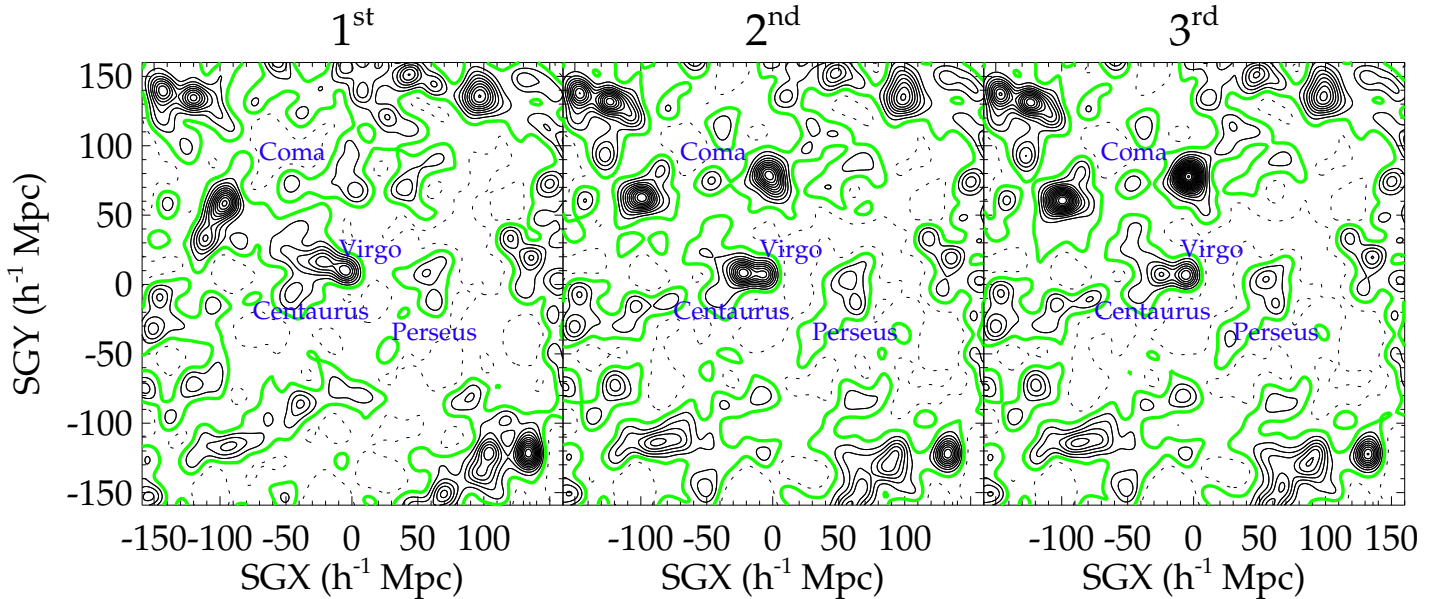 1st 2nd 3rd
150
100
50
0
-50
-100
-150
SGY (h-1 Mpc)
Coma
Virgo
Centaurus
Perseus
Coma
Virgo
Centaurus
Perseus
Coma
Virgo
Centaurus
Perseus
-150 -100 -50 0 50 100
-100 -50 0 50 100
-100 -50 0 50 100 150
SGX (h-1 Mpc) SGX (h-1 Mpc) SGX (h-1 Mpc)